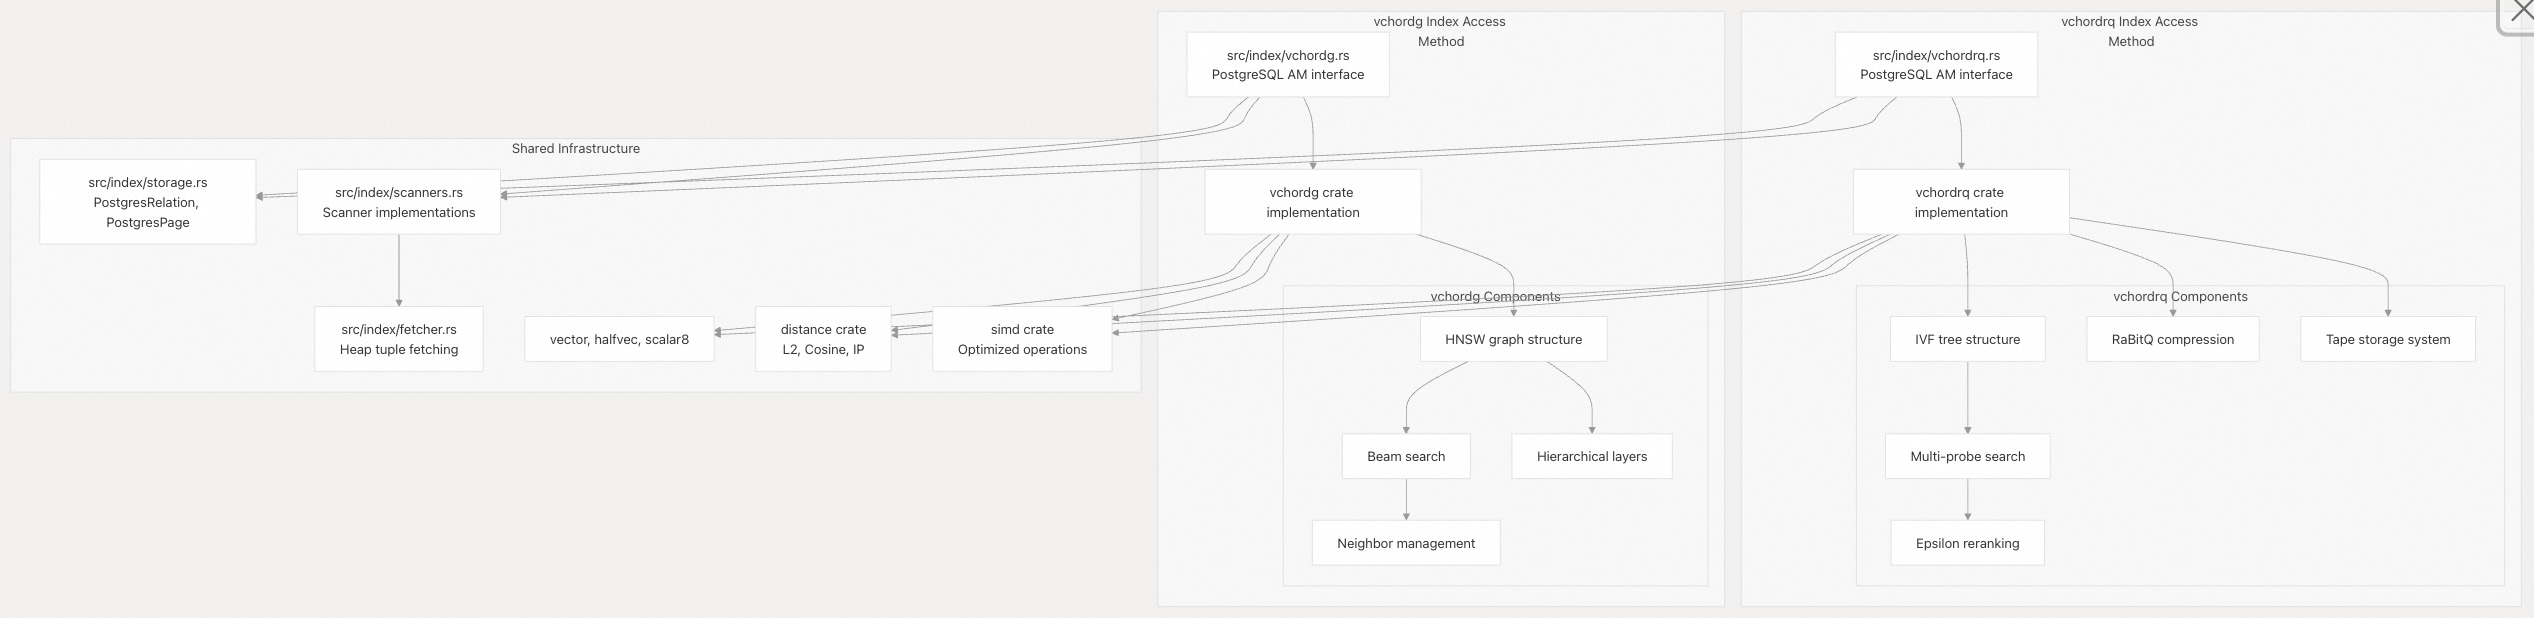 vchordg Index Access
Method
src/index/vchordg.rs
PostgreSQL AM interface
vchordrq Index Access
Method
src/index/vchordrq.rs
PostgreSQL AM interface
Shared Infrastructure
src/index/storage.rs
PostgresRelation,
PostgresPage
src/index/scanners.rs
Scanner implementations
vchordg crate
implementation
vchordrq crate
implementation
src/index/fetcher.rs
Heap tuple fetching
vector, halfvec, scalar8
distance crate
L2, Cosine, IP
simd crate
Optimized operations
vchordg Components
HNSW graph structure
Beam search
Hierarchical layers
Neighbor management
vchordrq Components
IVF tree structure
RaBitQ compression
Tape storage system
Multi-probe search
Epsilon reranking